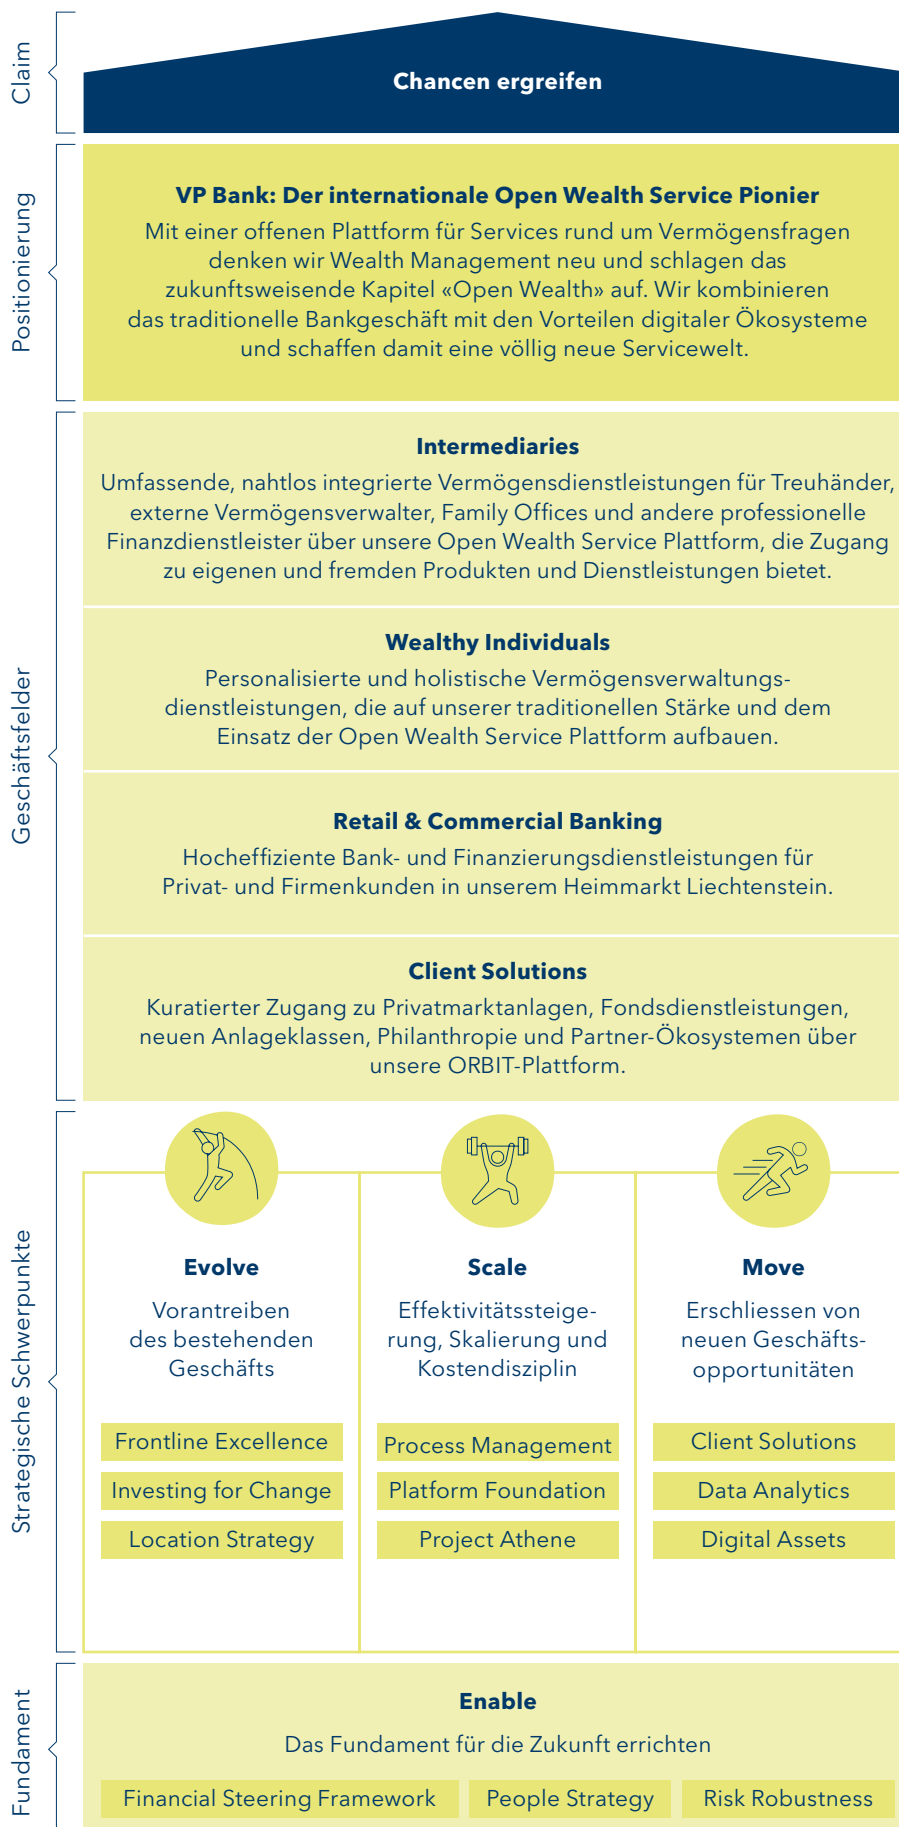 Claim
Chancen ergreifen
Positionierung
VP Bank: Der internationale Open Wealth Service Pionier
Mit einer offenen Plattform für Services rund um Vermögensfragen
denken wir Wealth Management neu und schlagen das
zukunftsweisende Kapitel «Open Wealth» auf. Wir kombinieren
das traditionelle Bankgeschäft mit den Vorteilen digitaler Ökosysteme
und schaffen damit eine völlig neue Servicewelt.
Geschäftsfelder
Intermediaries
Umfassende, nahtlos integrierte Vermögensdienstleistungen für Treuhänder,
externe Vermögensverwalter, Family Offices und andere professionelle
Finanzdienstleister über unsere Open Wealth Service Plattform, die Zugang
zu eigenen und fremden Produkten und Dienstleistungen bietet.
Wealthy Individuals
Personalisierte und holistische Vermögensverwaltungs-
dienstleistungen, die auf unserer traditionellen Stärke und dem
Einsatz der Open Wealth Service Plattform aufbauen.
Retail & Commercial Banking
Hocheffiziente Bank- und Finanzierungsdienstleistungen für
Privat- und Firmenkunden in unserem Heimmarkt Liechtenstein.
Client Solutions
Kuratierter Zugang zu Privatmarktanlagen, Fondsdienstleistungen,
neuen Anlageklassen, Philanthropie und Partner-Ökosystemen über
unsere ORBIT-Plattform.
Strategische Schwerpunkte
Evolve
Vorantreiben
des bestehenden
Geschäfts
Frontline Excellence
Investing for Change
Location Strategy
Scale
Effektivitätssteige-
rung, Skalierung und
Kostendisziplin
Process Management
Platform Foundation
Project Athene
Move
Erschliessen von
neuen Geschäfts-
opportunitäten
Client Solutions
Data Analytics
Digital Assets
Fundament
Enable
Das Fundament für die Zukunft errichten
Financial Steering Framework
People Strategy
Risk Robustness